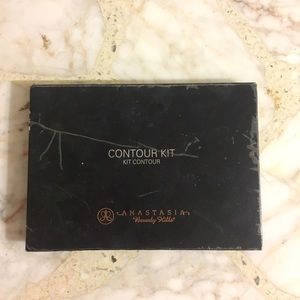 CONTOUR KIT
KIT CONTOUR
ANASTASIA
Beverly Hills